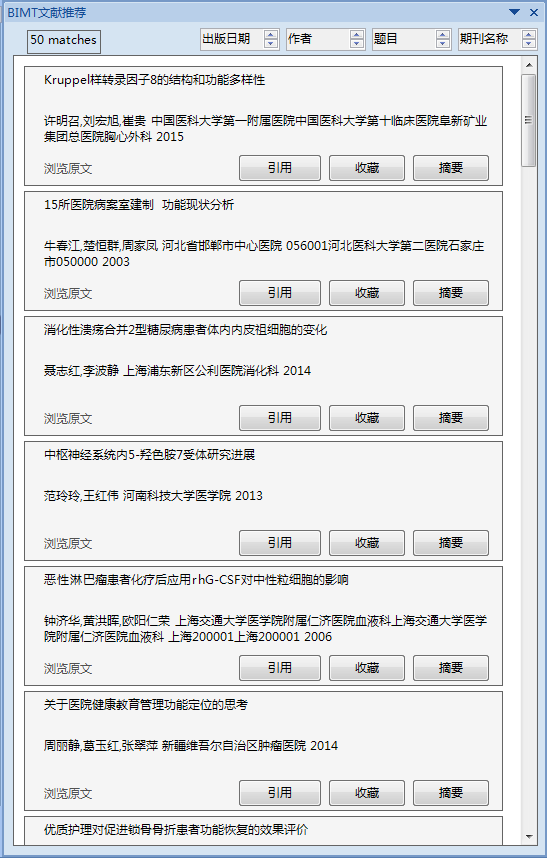 BIMT文献推荐
50 matches
出版日期
作者
题目
期刊名称
Kruppel样转录因子8的结构和功能多样性
许明召,刘宏旭,崔贵 中国医科大学第一附属医院中国医科大学第十临床医院阜新矿业
集团总医院胸心外科 2015
浏览原文
引用
收藏
摘要
15所医院病案室建制 功能现状分析
牛春江,楚恒群,周家凤 河北省邯郸市中心医院 056001河北医科大学第二医院石家庄
市050000 2003
浏览原文
引用
收藏
摘要
消化性溃疡合并2型糖尿病患者体内内皮祖细胞的变化
聂志红,李波静 上海浦东新区公利医院消化科 2014
浏览原文
引用
收藏
摘要
中枢神经系统内5-羟色胺7受体研究进展
范玲玲,王红伟 河南科技大学医学院 2013
浏览原文
引用
收藏
摘要
恶性淋巴瘤患者化疗后应用rhG-CSF对中性粒细胞的影响
钟济华,黄洪晖,欧阳仁荣 上海交通大学医学院附属仁济医院血液科上海交通大学医学
院附属仁济医院血液科 上海200001上海200001 2006
浏览原文
引用
收藏
摘要
关于医院健康教育管理功能定位的思考
周丽静,葛玉红,张翠萍 新疆维吾尔自治区肿瘤医院 2014
浏览原文
引用
收藏
摘要
优质护理对促进锁骨骨折患者功能恢复的效果评价